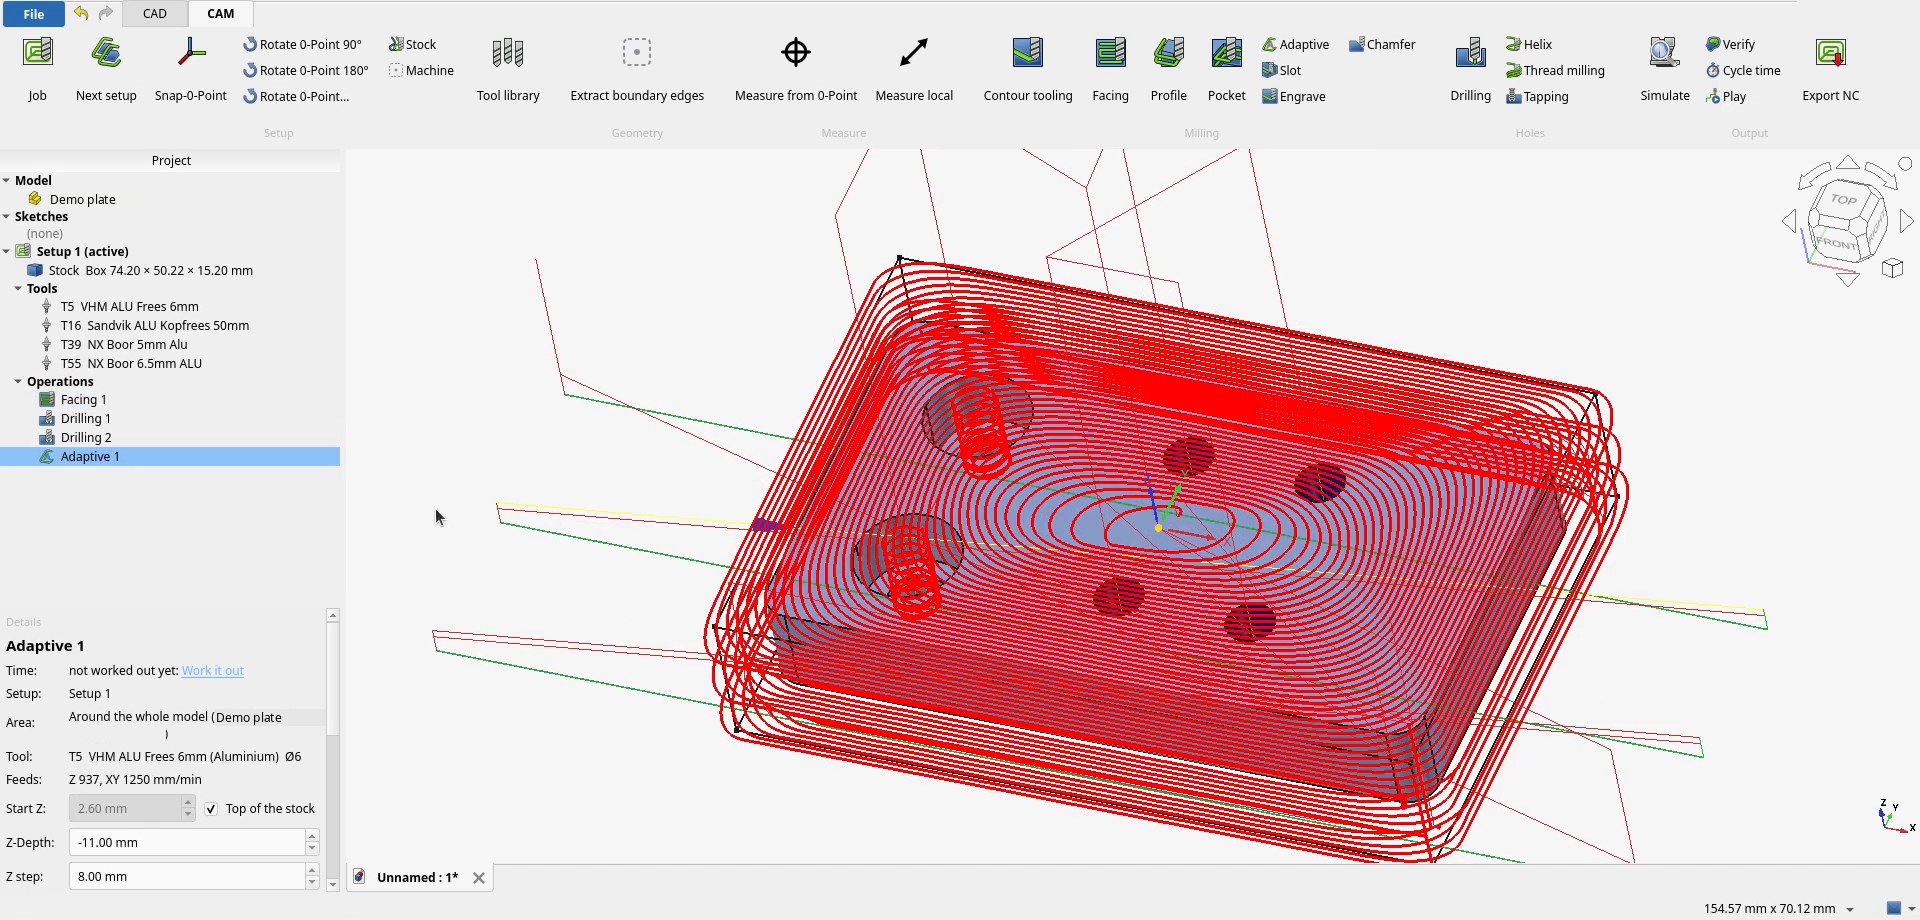 File
CAD
CAM
Job
Next setup
Snap-0-Point
Rotate 0-Point 90°
Rotate 0-Point 180°
Rotate 0-Point...
Stock
Machine
Setup
Tool library
Extract boundary edges
Geometry
Measure from 0-Point
Measure local
Measure
Contour tooling
Facing
Profile
Pocket
Adaptive
Slot
Engrave
Chamfer
Milling
Drilling
Helix
Thread milling
Tapping
Holes
Simulate
Verify
Cycle time
Play
Export NC
Output
Project
Model
Demo plate
Sketches
(none)
Setup 1 (active)
Stock Box 74.20 × 50.22 × 15.20 mm
Tools
T5 VHM ALU Frees 6mm
T16 Sandvik ALU Kopfrees 50mm
T39 NX Boor 5mm Alu
T55 NX Boor 6.5mm ALU
Operations
Facing 1
Drilling 1
Drilling 2
Adaptive 1
Details
Adaptive 1
Time: not worked out yet: Work it out
Setup: Setup 1
Area: Around the whole model (Demo plate
)
Tool: T5 VHM ALU Frees 6mm (Aluminium) Ø6
Feeds: Z 937, XY 1250 mm/min
Start Z: 2.60 mm Top of the stock
Z-Depth: -11.00 mm
Z step: 8.00 mm
TOP
FRONT
RIGHT
Z
Y
X
Unnamed : 1*
154.57 mm x 70.12 mm